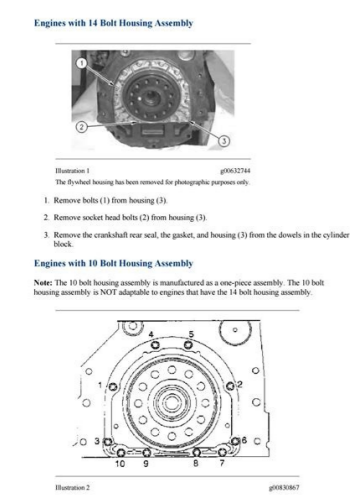 Engines with 14 Bolt Housing Assembly
1
2
3
Illustration 1 g00632744
The flywheel housing has been removed for photographic purposes only.
1. Remove bolts (1) from housing (3).
2. Remove socket head bolts (2) from housing (3).
3. Remove the crankshaft rear seal, the gasket, and housing (3) from the dowels in the cylinder
block.
Engines with 10 Bolt Housing Assembly
Note: The 10 bolt housing assembly is manufactured as a one-piece assembly. The 10 bolt
housing assembly is NOT adaptable to engines that have the 14 bolt housing assembly.
4 5
1 2
3 6
10 9 8 7
Illustration 2 g00830867